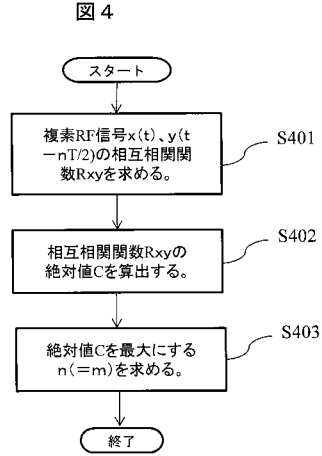 図4
スタート
複素RF信号x(t)、y(t
－nT/2)の相互相関関
数Rxyを求める。
S401
相互相関関数Rxyの
絶対値Cを算出する。
S402
絶対値Cを最大にする
n(＝m)を求める。
S403
終了